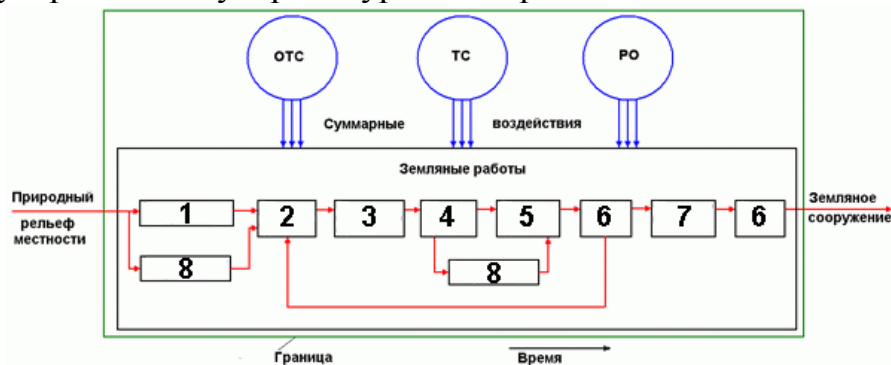 ОТС
ТС
РО
Суммарные воздействия
Земляные работы
Природный
рельеф
местности
Земляное
сооружение
1
2
3
4
5
6
7
6
8
8
Граница
Время